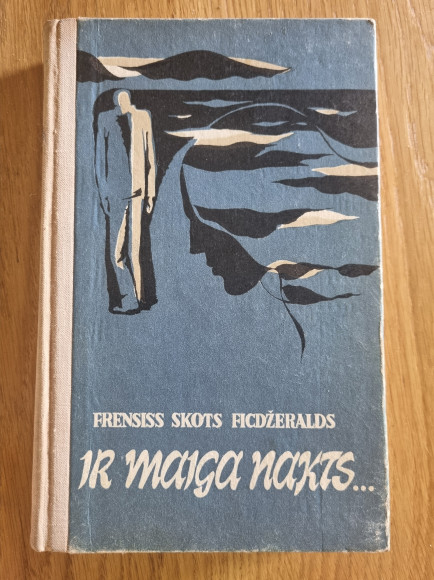 FRENSISS SKOTS FICDŽERALDS
IR MAIGA NAKTS...